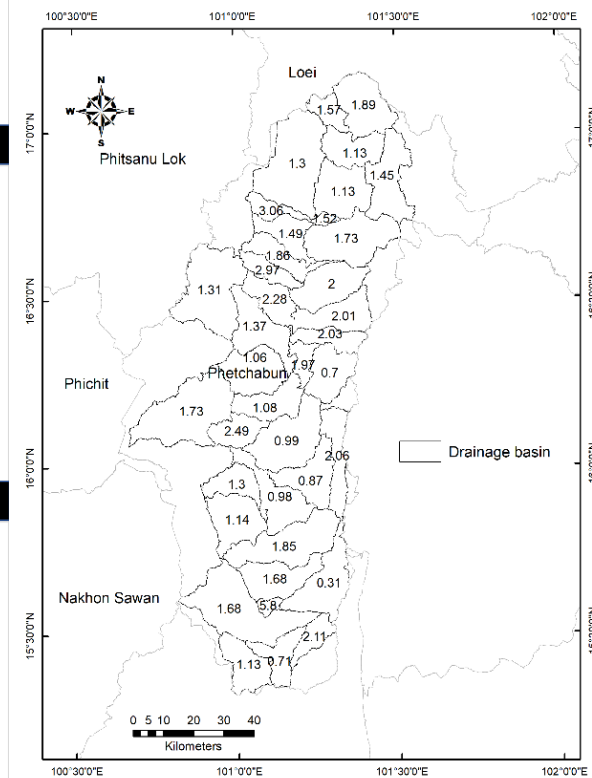 100°30'0"E 101°0'0"E 101°30'0"E 102°0'0"E
Loei
N
W E
S
1.57 1.89
17°0'0"N
Phitsanu Lok
1.3 1.13
1.45
1.13
3.06 1.52
1.49 1.73
1.86
2.97
1.31 2
2.28
16°30'0"N
2.01
1.37
2.03
1.06
1.97
Phetchabun 0.7
Phichit
1.73 1.08
2.49 0.99
Drainage basin
2.06
16°0'0"N
1.3 0.87
0.98
1.14
1.85
1.68 0.31
Nakhon Sawan
1.68 5.8
2.11
15°30'0"N
1.13 0.71
0 5 10 20 30 40
Kilometers
100°30'0"E 101°0'0"E 101°30'0"E 102°0'0"E